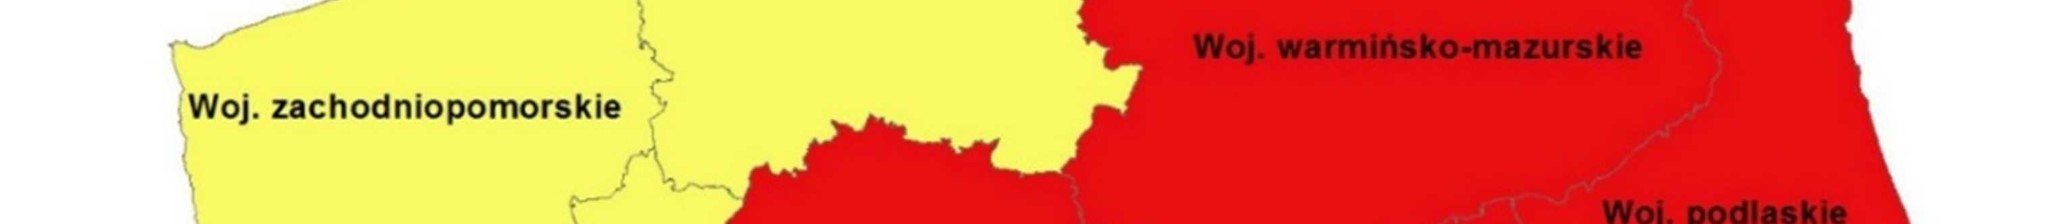 Woj. warmińsko-mazurskie
Woj. zachodniopomorskie
Woj. podlaskie